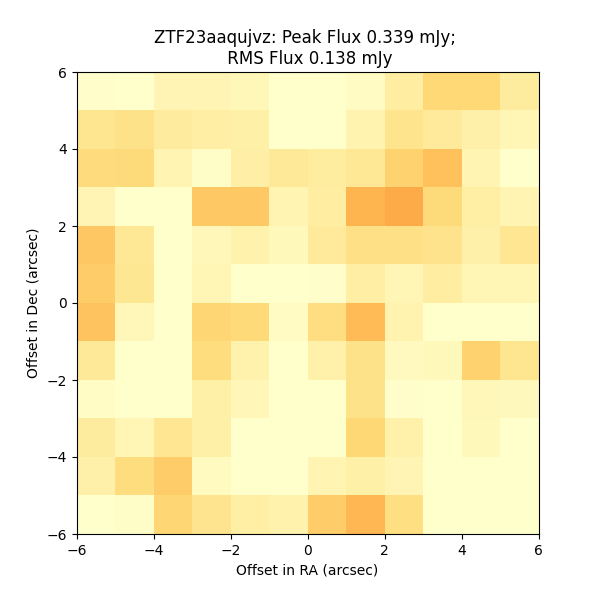 ZTF23aaqujvz: Peak Flux 0.339 mJy;
RMS Flux 0.138 mJy
6
4
2
0
−2
−4
−6
Offset in Dec (arcsec)
−6 −4 −2 0 2 4 6
Offset in RA (arcsec)